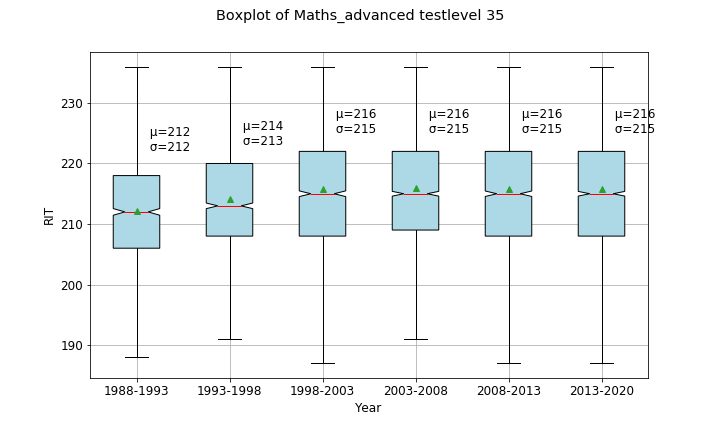 Boxplot of Maths_advanced testlevel 35
RIT
230
220
210
200
190
μ=212
σ=212
μ=214
σ=213
μ=216
σ=215
μ=216
σ=215
μ=216
σ=215
μ=216
σ=215
1988-1993 1993-1998 1998-2003 2003-2008 2008-2013 2013-2020
Year